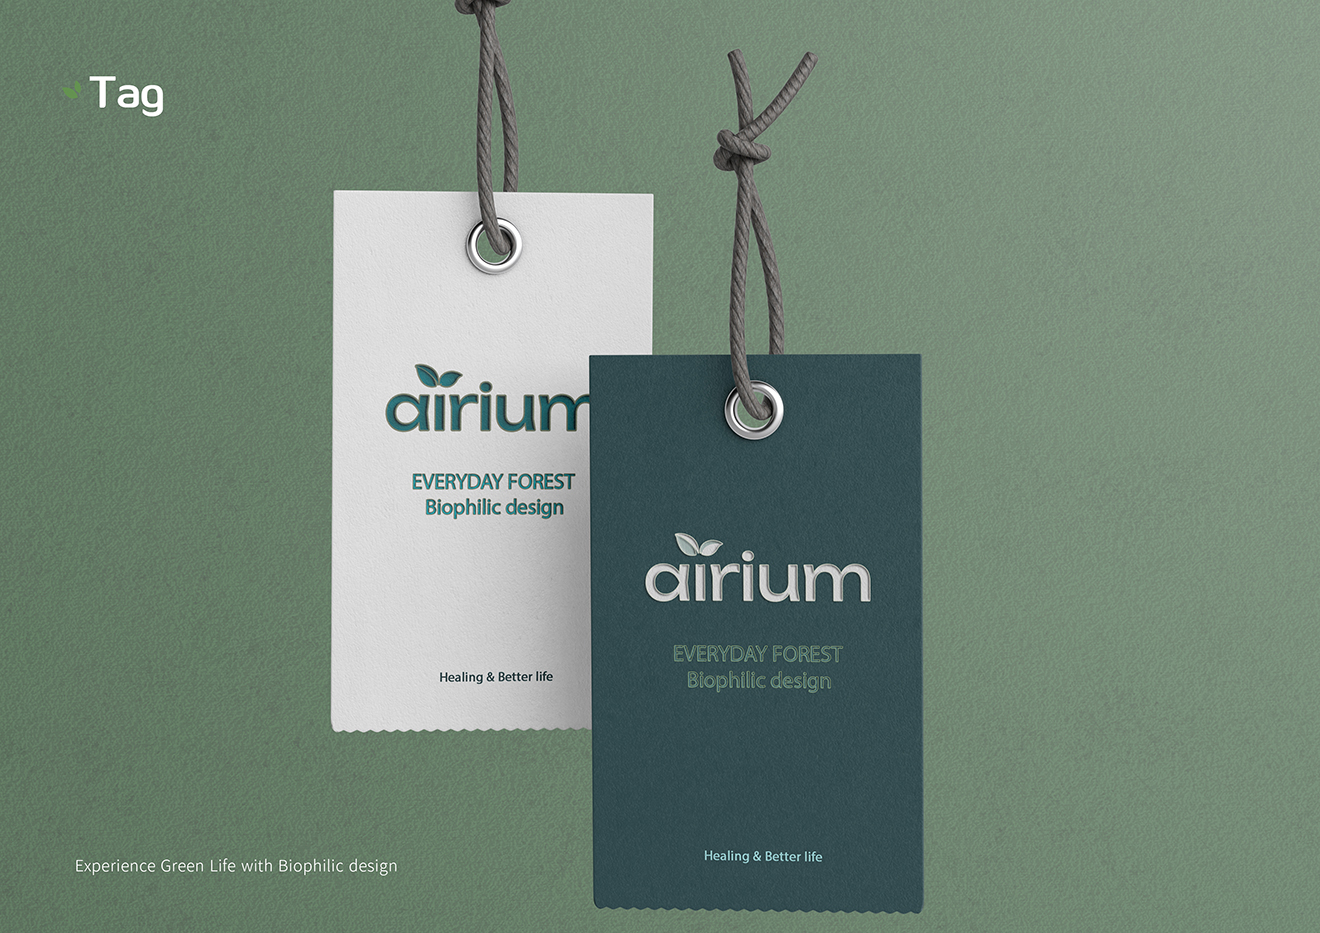 Tag
airium
EVERYDAY FOREST
Biophilic design
Healing & Better life
airium
EVERYDAY FOREST
Biophilic design
Healing & Better life
Experience Green Life with Biophilic design